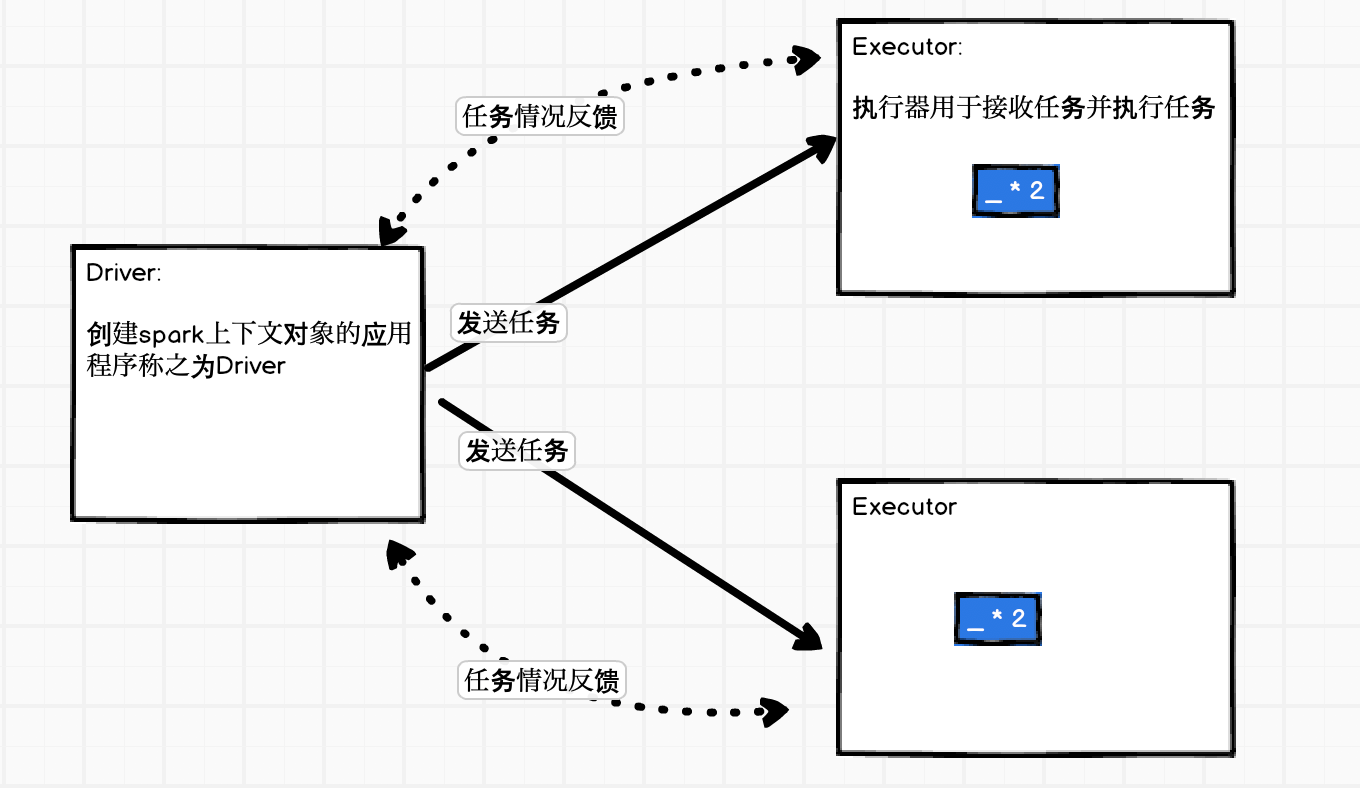 Executor:
执行器用于接收任务并执行任务
_ * 2
任务情况反馈
Driver:
创建spark上下文对象的应用
程序称之为Driver
发送任务
发送任务
Executor
_ * 2
任务情况反馈